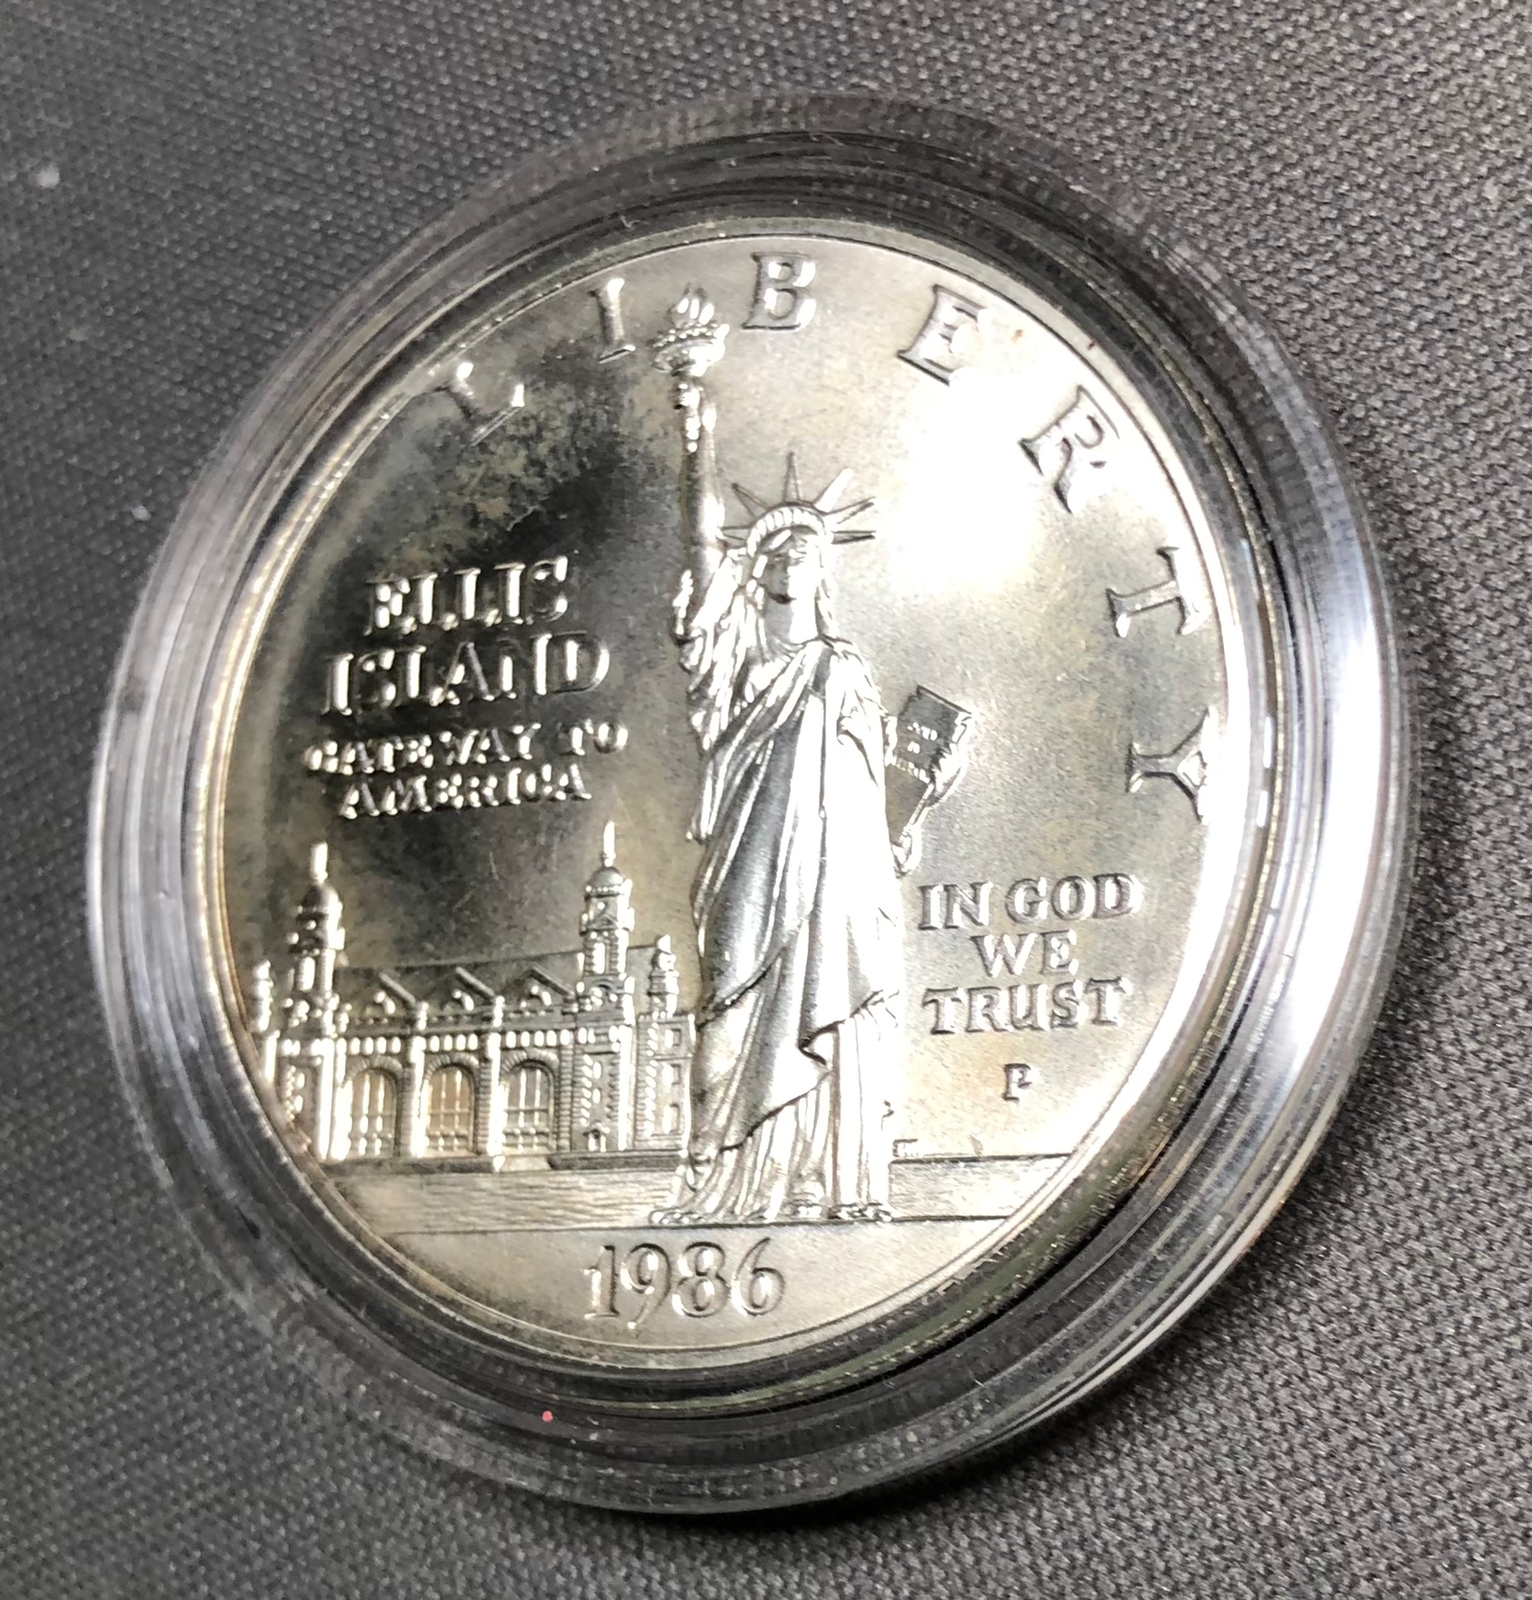 LIBERTY
ELLIS
ISLAND
GATEWAY TO
AMERICA
IN GOD
WE
TRUST
P
1986